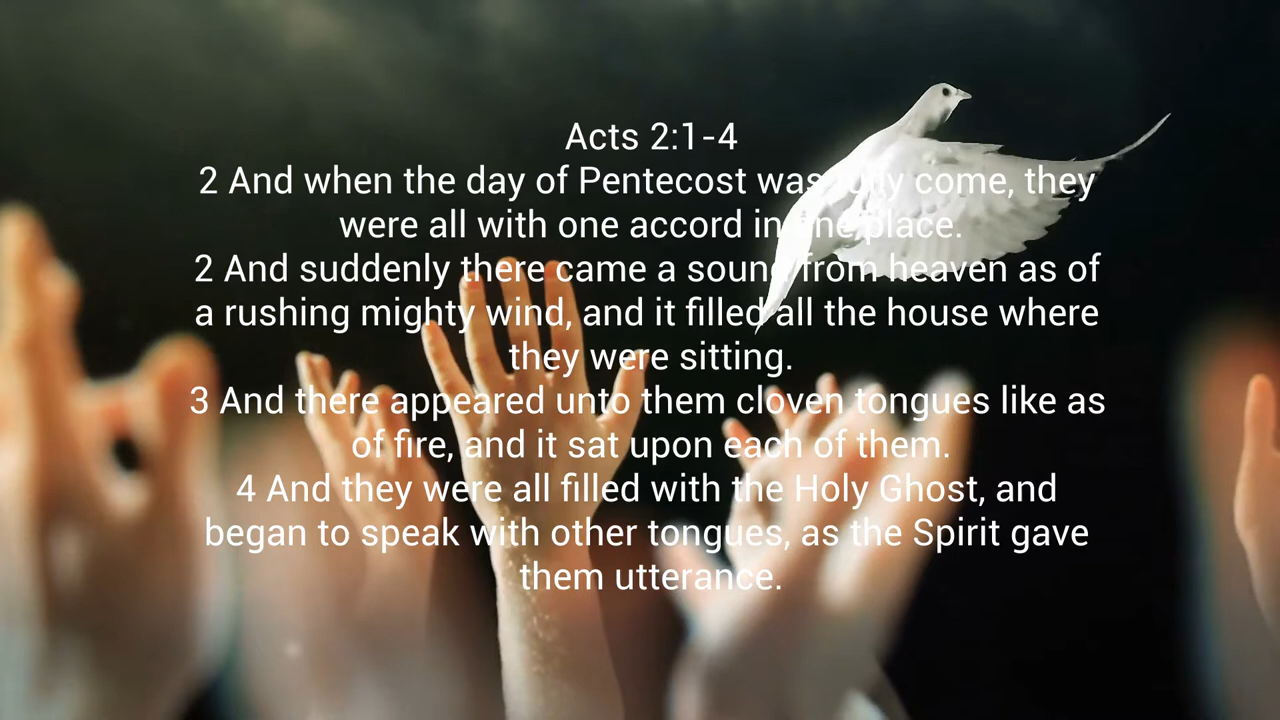 Acts 2:1-4
2 And when the day of Pentecost was fully come, they
were all with one accord in one place.
2 And suddenly there came a sound from heaven as of
a rushing mighty wind, and it filled all the house where
they were sitting.
3 And there appeared unto them cloven tongues like as
of fire, and it sat upon each of them.
4 And they were all filled with the Holy Ghost, and
began to speak with other tongues, as the Spirit gave
them utterance.